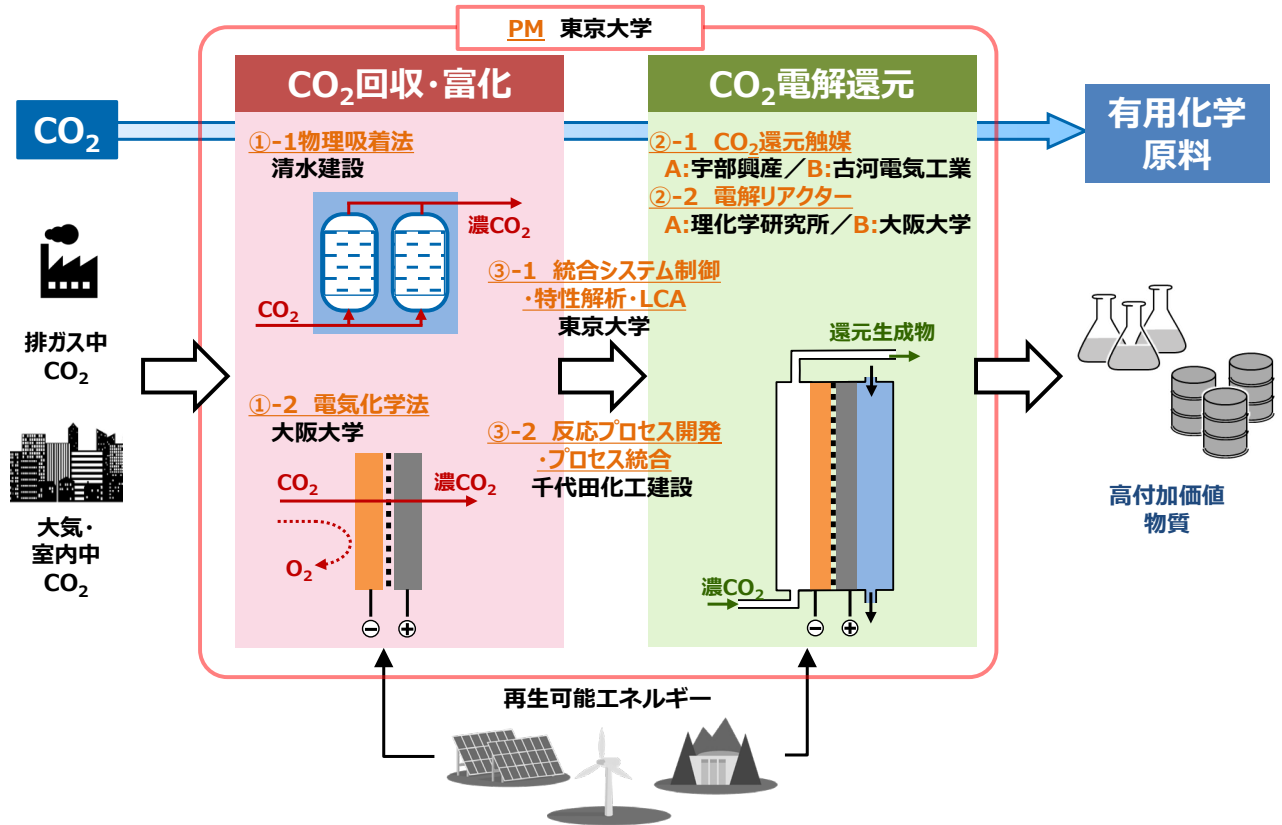 PM 東京大学
CO2回収・富化
CO2電解還元
CO2
有用化学
原料
①-1物理吸着法
清水建設
濃CO2
CO2
②-1 CO2還元触媒
A:宇部興産／B:古河電気工業
②-2 電解リアクター
A:理化学研究所／B:大阪大学
③-1 統合システム制御
・特性解析・LCA
東京大学
排ガス中
CO2
還元生成物
①-2 電気化学法
大阪大学
③-2 反応プロセス開発
・プロセス統合
千代田化工建設
CO2
濃CO2
O2
大気・
室内中
CO2
高付加価値
物質
濃CO2
−
+
−
+
再生可能エネルギー